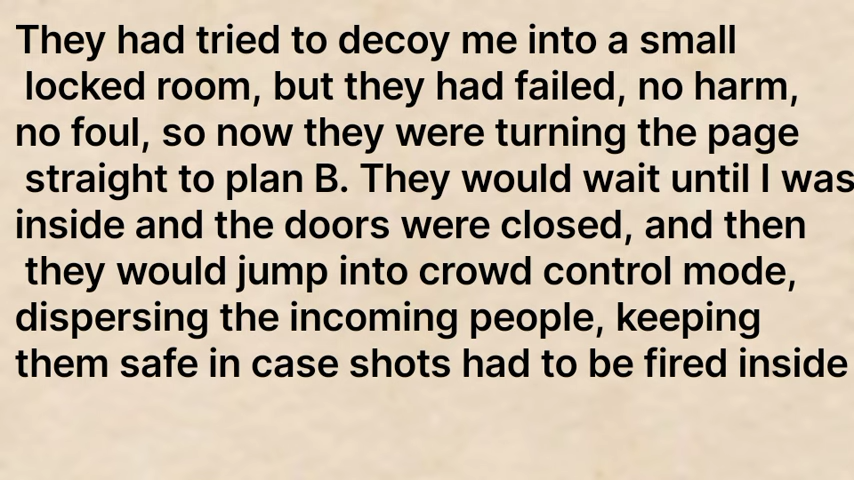 They had tried to decoy me into a small
locked room, but they had failed, no harm,
no foul, so now they were turning the page
straight to plan B. They would wait until I was
inside and the doors were closed, and then
they would jump into crowd control mode,
dispersing the incoming people, keeping
them safe in case shots had to be fired inside